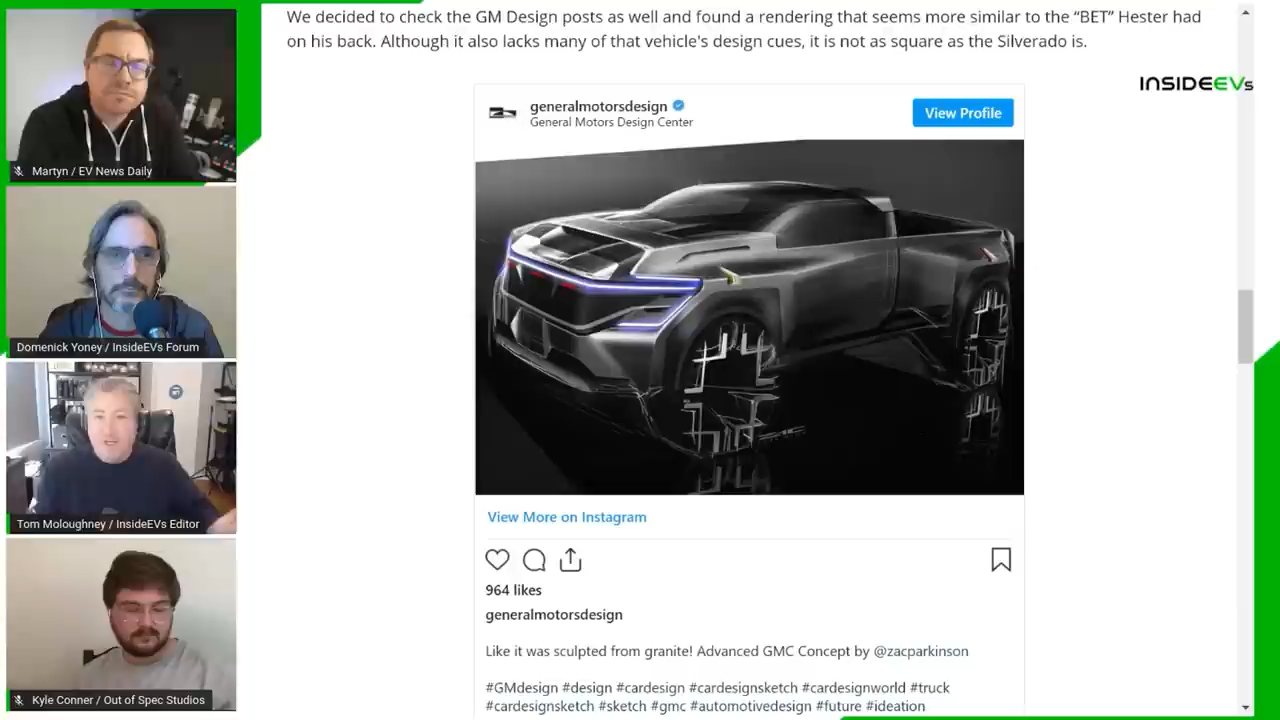 We decided to check the GM Design posts as well and found a rendering that seems more similar to the “BET” Hester had
on his back. Although it also lacks many of that vehicle's design cues, it is not as square as the Silverado is.
INSIDEEVs
generalmotorsdesign
General Motors Design Center
View Profile
View More on Instagram
964 likes
generalmotorsdesign
Like it was sculpted from granite! Advanced GMC Concept by @zacparkinson
#GMdesign #design #cardesign #cardesignsketch #cardesignworld #truck
#cardesignsketch #sketch #gmc #automotivedesign #future #ideation
Martyn / EV News Daily
Domenick Yoney / InsideEVs Forum
Tom Moloughney / InsideEVs Editor
Kyle Conner / Out of Spec Studios